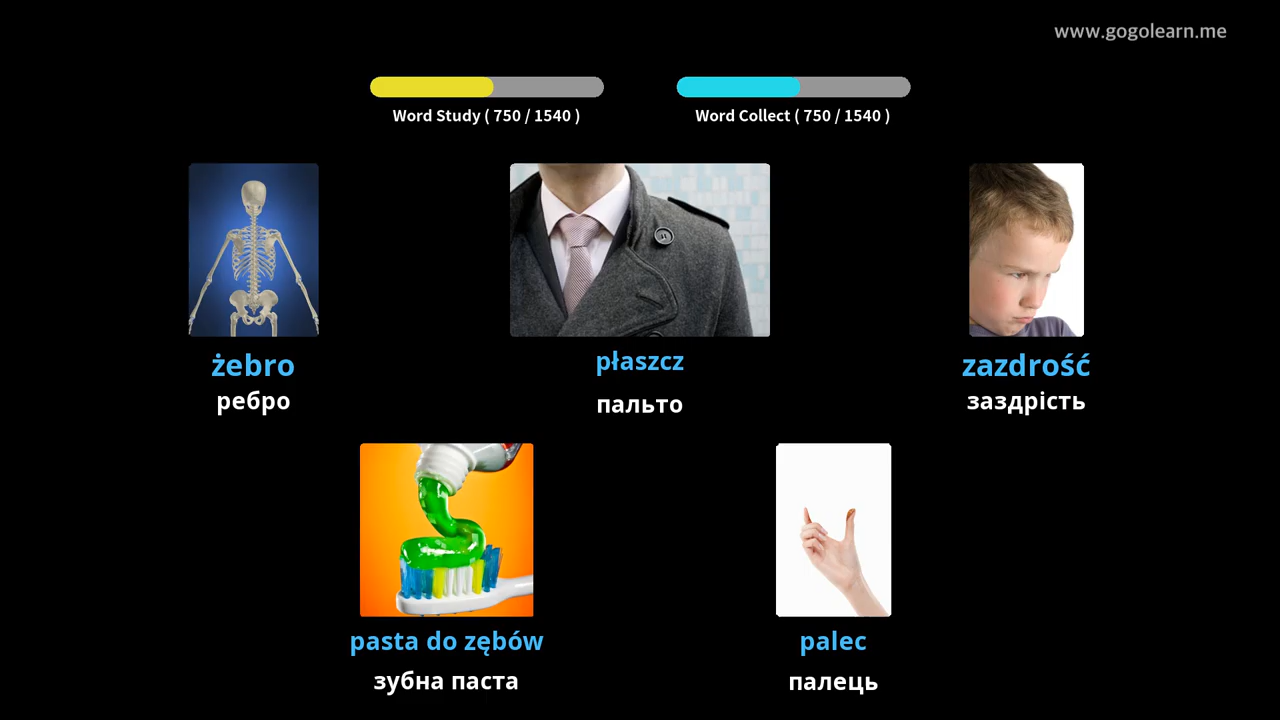 www.gogolearn.me
Word Study ( 750 / 1540 )
Word Collect ( 750 / 1540 )
żebro
ребро
płaszcz
пальто
zazdrość
заздрість
pasta do zębów
зубна паста
palec
палець